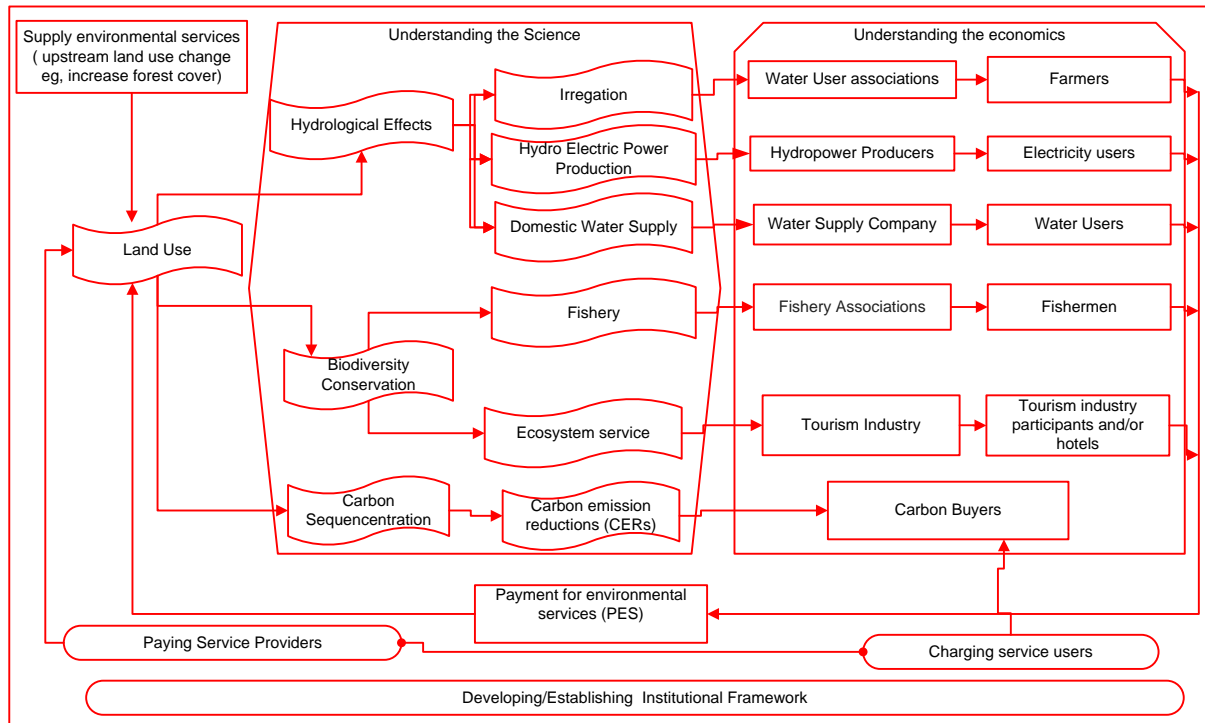 Supply environmental services
( upstream land use change
eg, increase forest cover)
Understanding the Science
Understanding the economics
Irregation
Water User associations
Farmers
Hydrological Effects
Hydro Electric Power
Production
Hydropower Producers
Electricity users
Domestic Water Supply
Water Supply Company
Water Users
Land Use
Fishery
Fishery Associations
Fishermen
Biodiversity
Conservation
Ecosystem service
Tourism Industry
Tourism industry
participants and/or
hotels
Carbon
Sequencentration
Carbon emission
reductions (CERs)
Carbon Buyers
Payment for environmental
services (PES)
Paying Service Providers
Charging service users
Developing/Establishing Institutional Framework